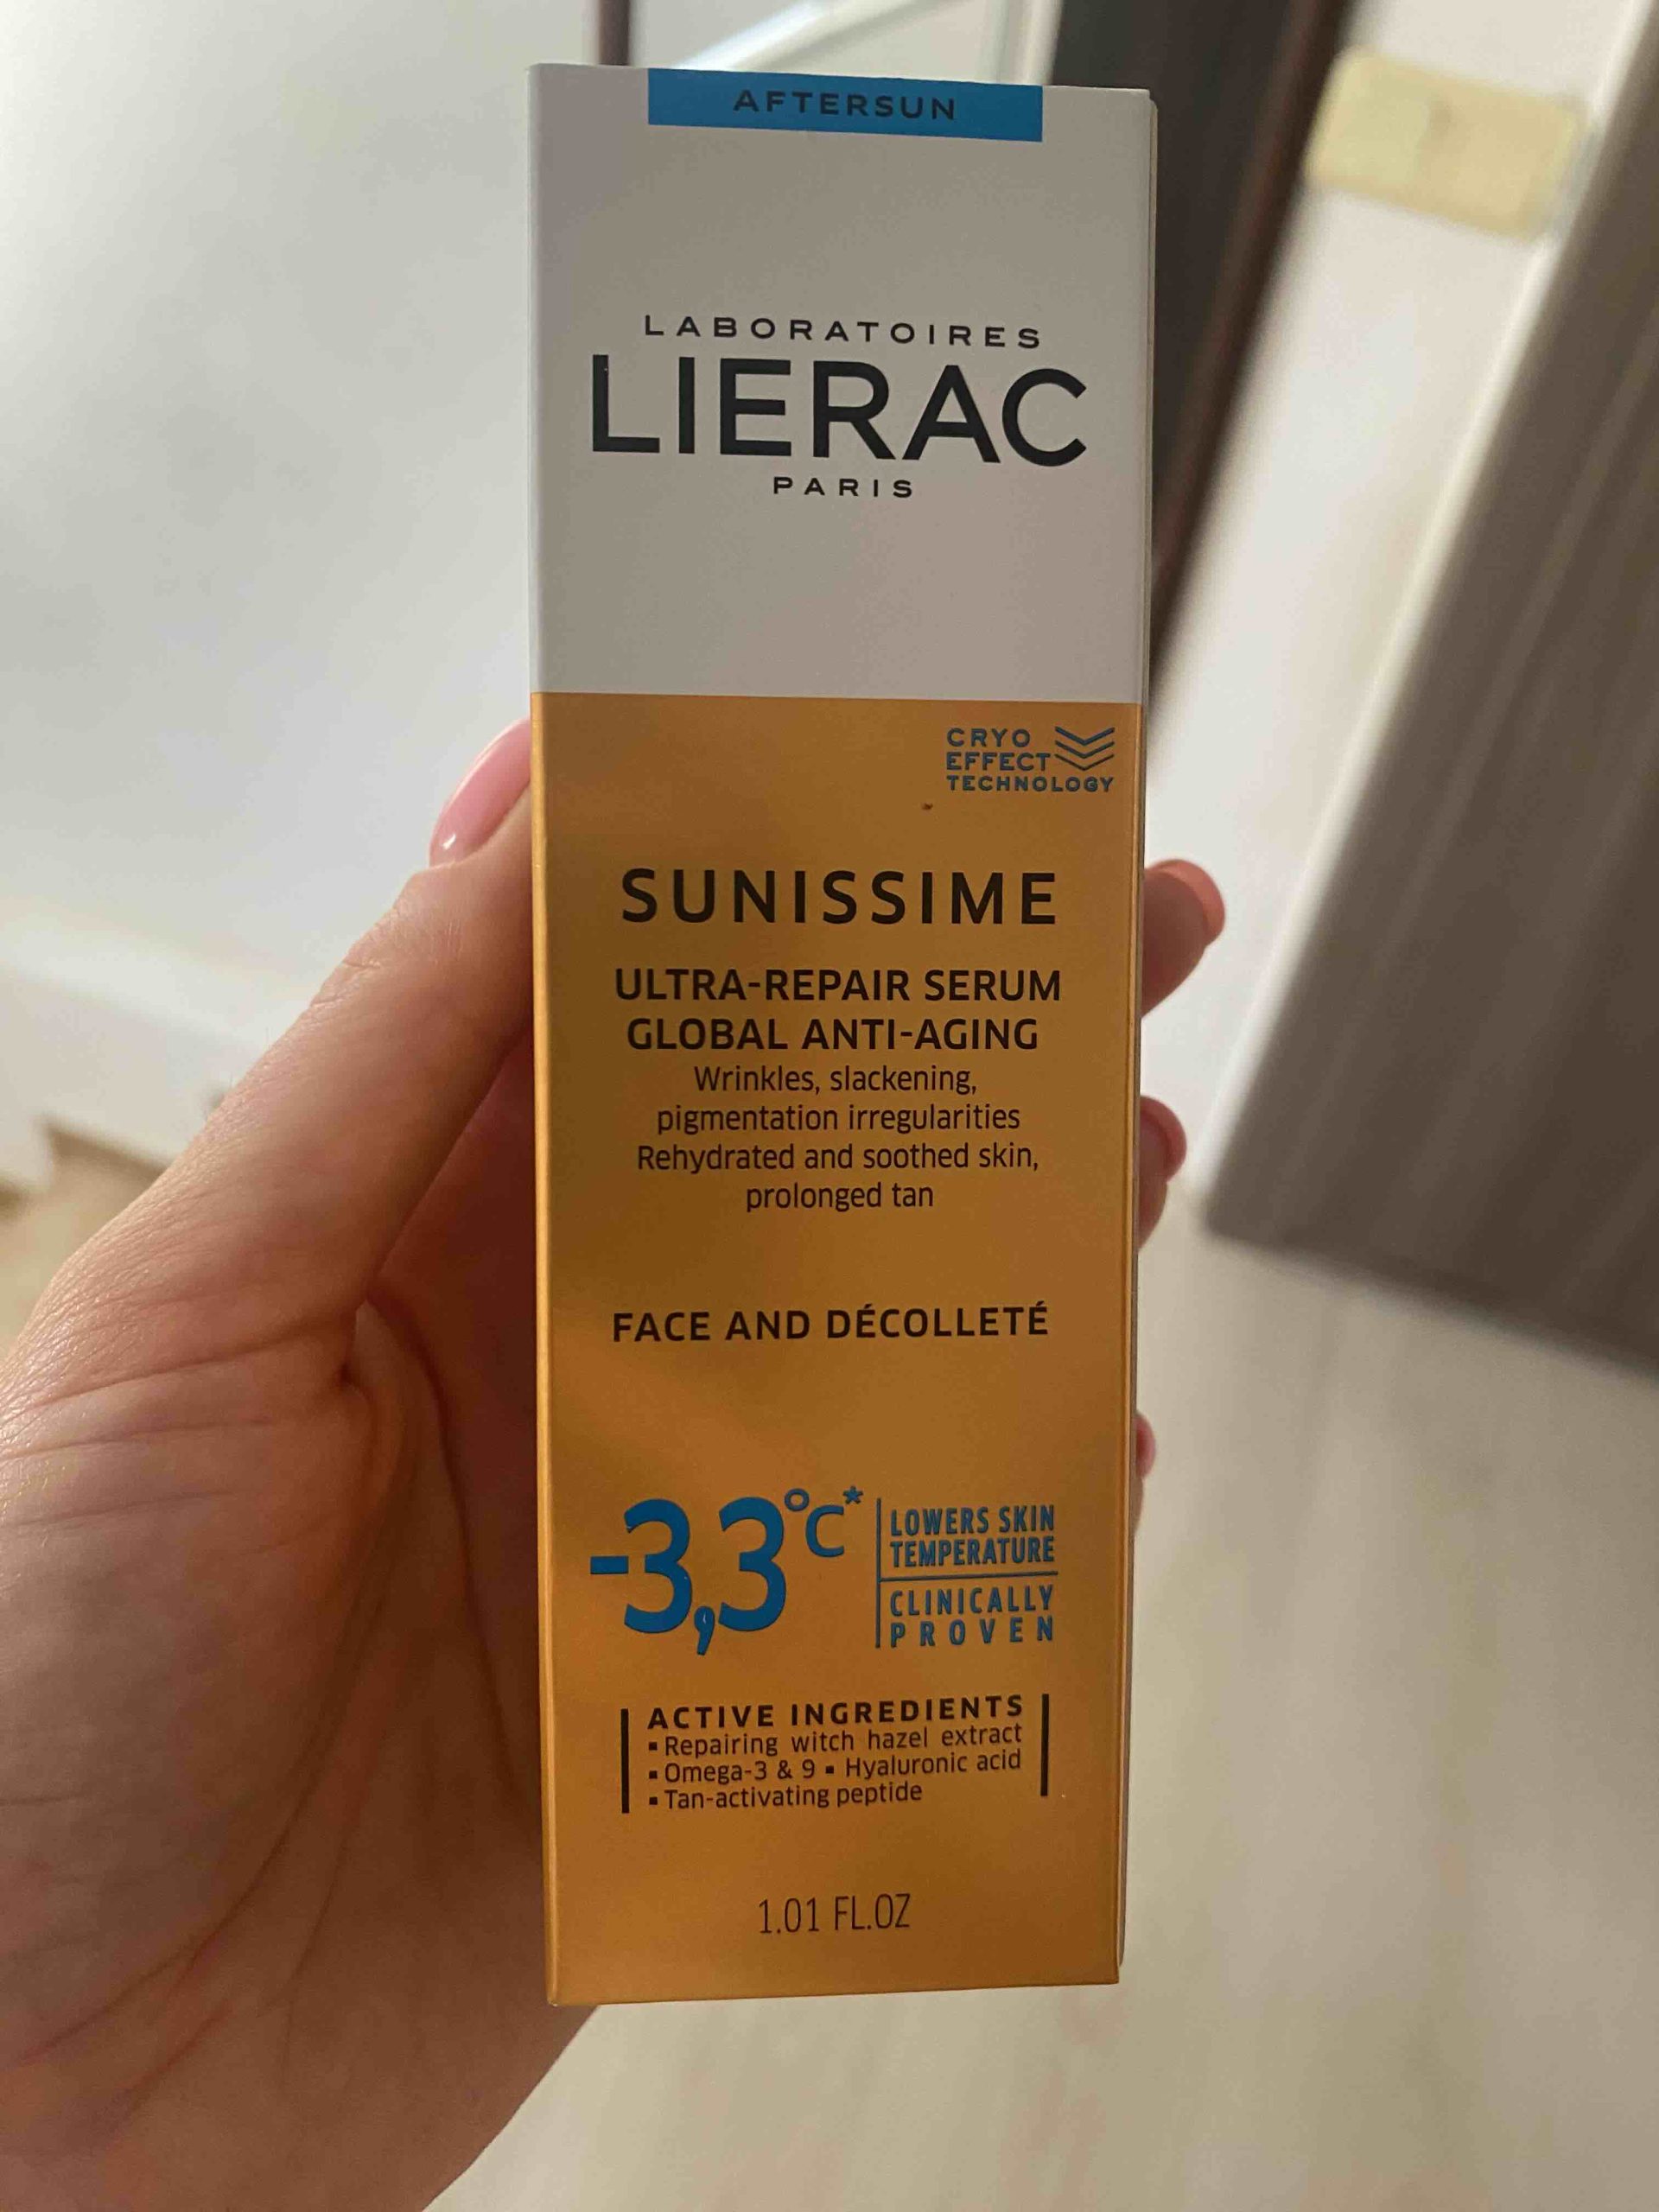 AFTERSUN
LABORATOIRES
LIERAC
PARIS
CRYO
EFFECT
TECHNOLOGY
SUNISSIME
ULTRA-REPAIR SERUM
GLOBAL ANTI-AGING
Wrinkles, slackening,
pigmentation irregularities
Rehydrated and soothed skin,
prolonged tan
FACE AND DÉCOLLETÉ
-3,3°C*
LOWERS SKIN
TEMPERATURE
CLINICALLY
PROVEN
ACTIVE INGREDIENTS
▪ Repairing witch hazel extract
▪ Omega-3 & 9 ▪ Hyaluronic acid
▪ Tan-activating peptide
1.01 FL.OZ